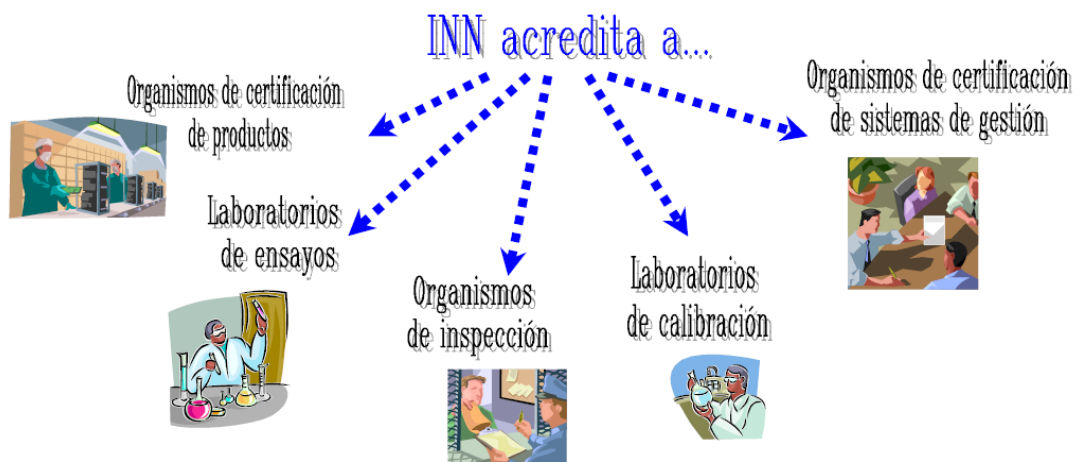 INN acredita a...
Organismos de certificación
de productos
Laboratorios
de ensayos
Organismos
de inspección
Laboratorios
de calibración
Organismos de certificación
de sistemas de gestión